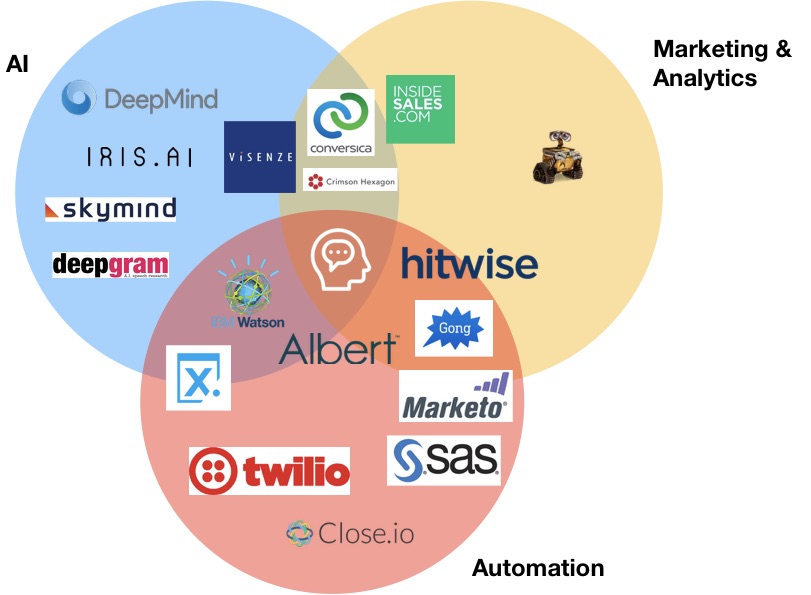 AI
Marketing &
Analytics
DeepMind
INSIDE
SALES
.COM
conversica
IRIS.AI
ViSENZE
Crimson Hexagon
skymind
deepgram
hitwise
IBM Watson
Gong
Albert™
X.
Marketo®
twilio
sas
Close.io
Automation